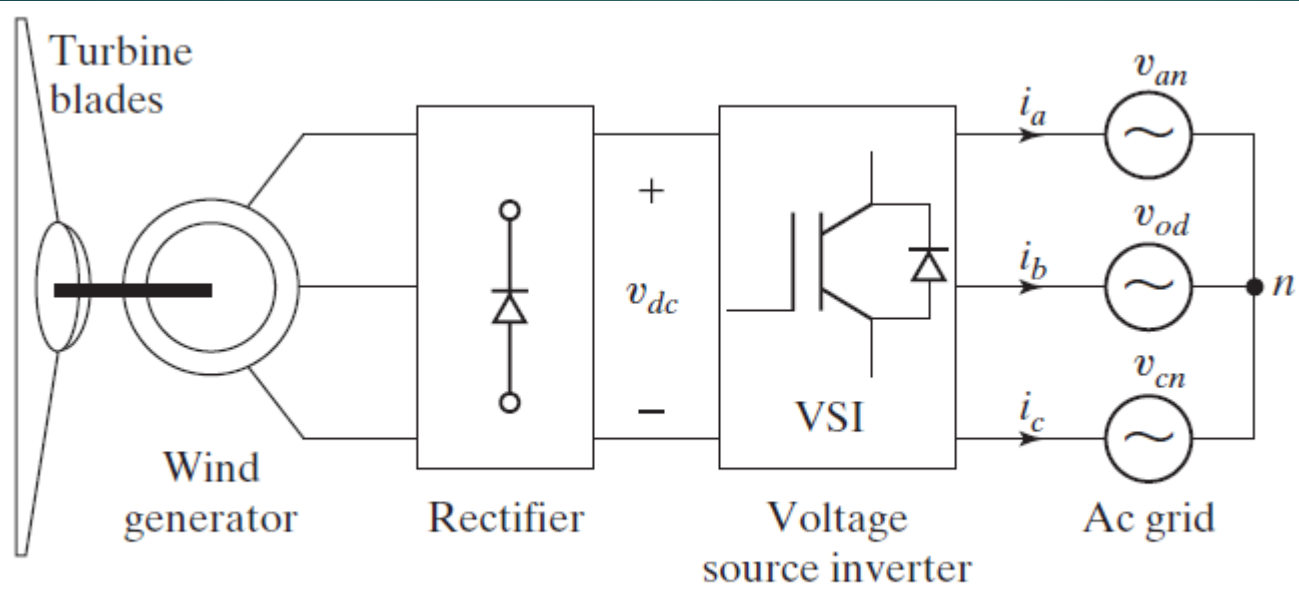 Turbine
blades
v_an
i_a
v_od
i_b
n
+
v_dc
v_cn
−
VSI
i_c
Wind
generator
Rectifier
Voltage
source inverter
Ac grid